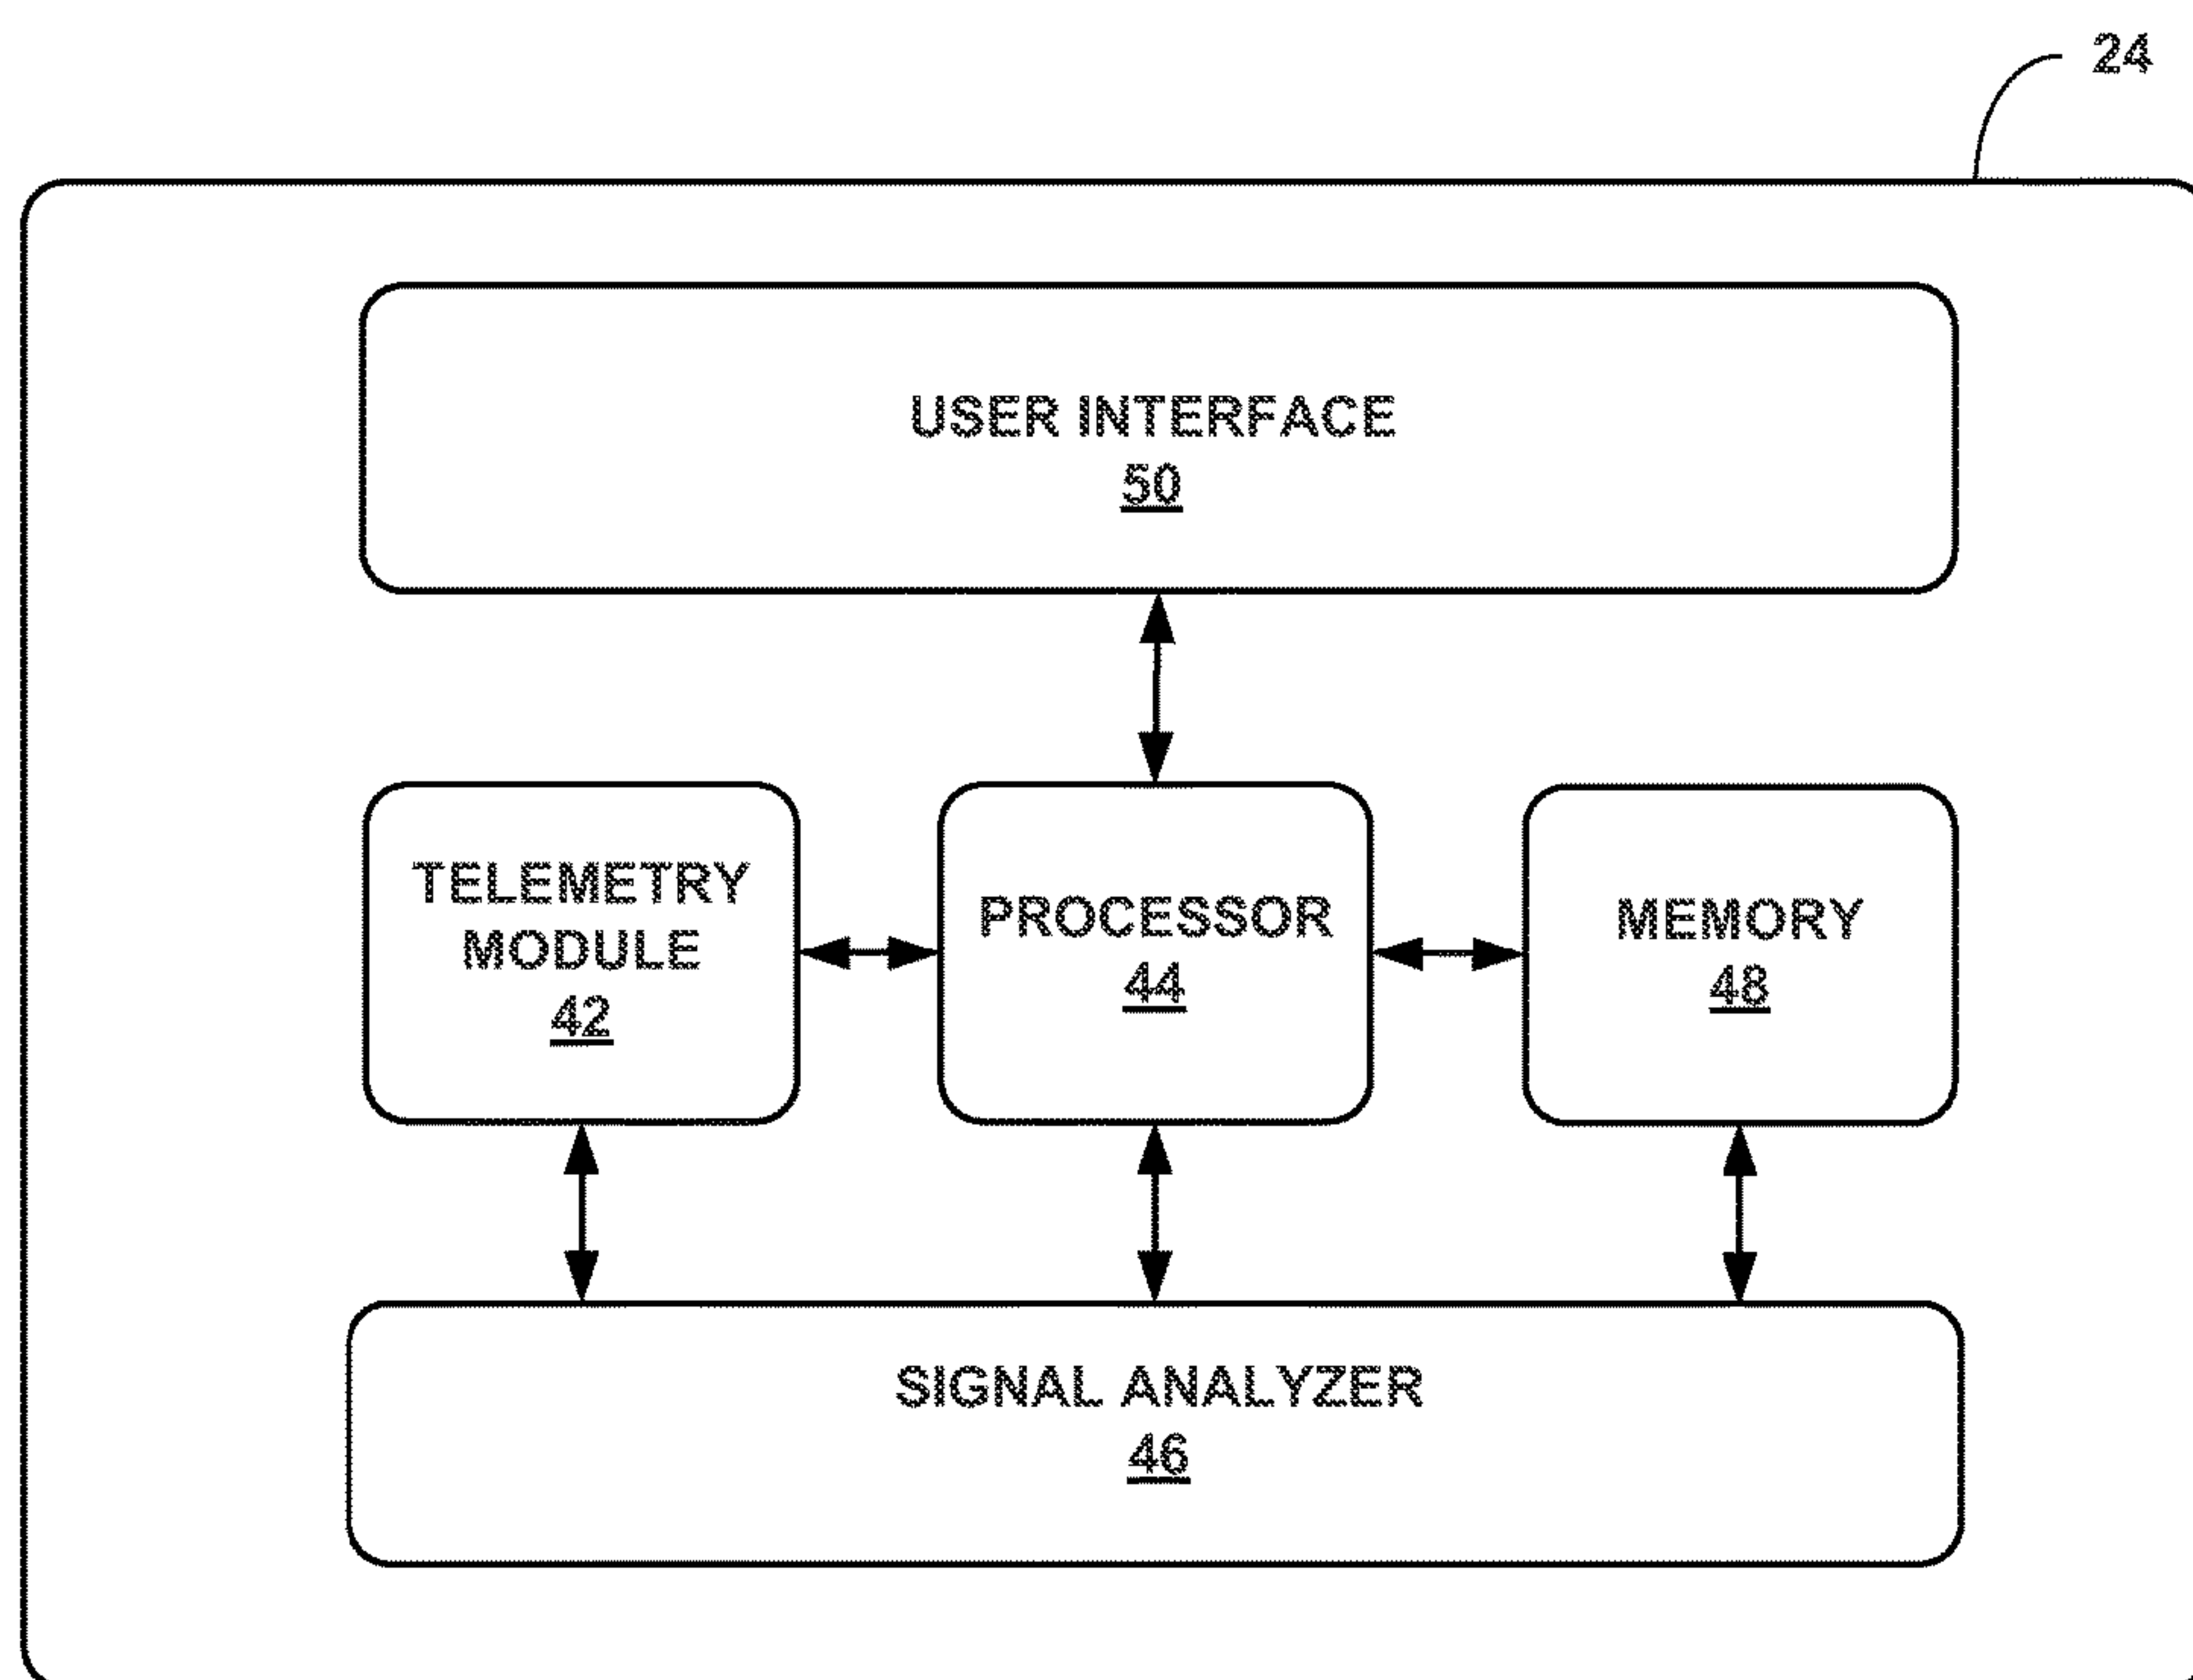 24
USER INTERFACE
50
TELEMETRY
MODULE
42
PROCESSOR
44
MEMORY
48
SIGNAL ANALYZER
46